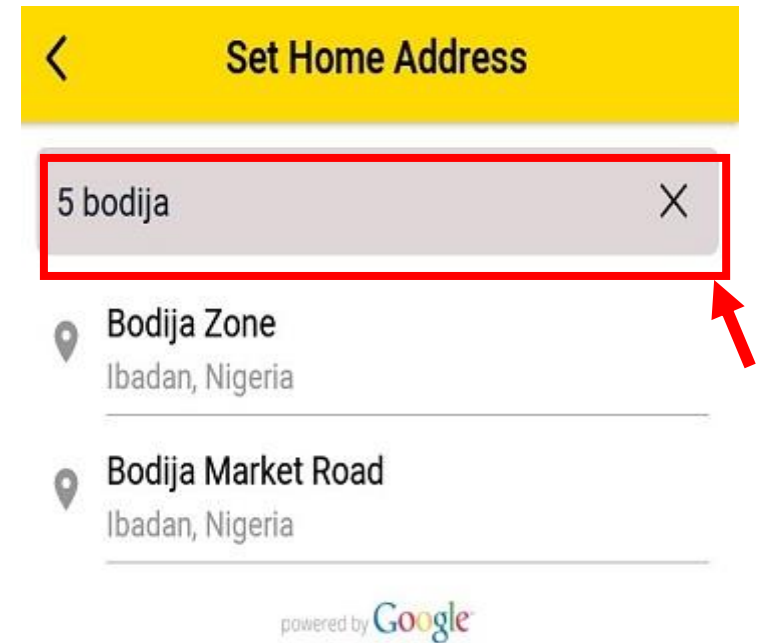 Set Home Address
5 bodija
Bodija Zone
Ibadan, Nigeria
Bodija Market Road
Ibadan, Nigeria
powered by Google